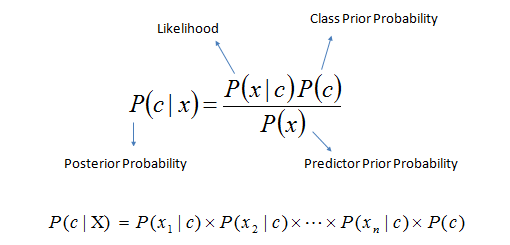 Class Prior Probability
Likelihood
P(x|c)P(c)
P(c|x)=
P(x)
Posterior Probability
Predictor Prior Probability
P(c|X) = P(x₁|c)×P(x₂|c)×⋯×P(xₙ|c)×P(c)